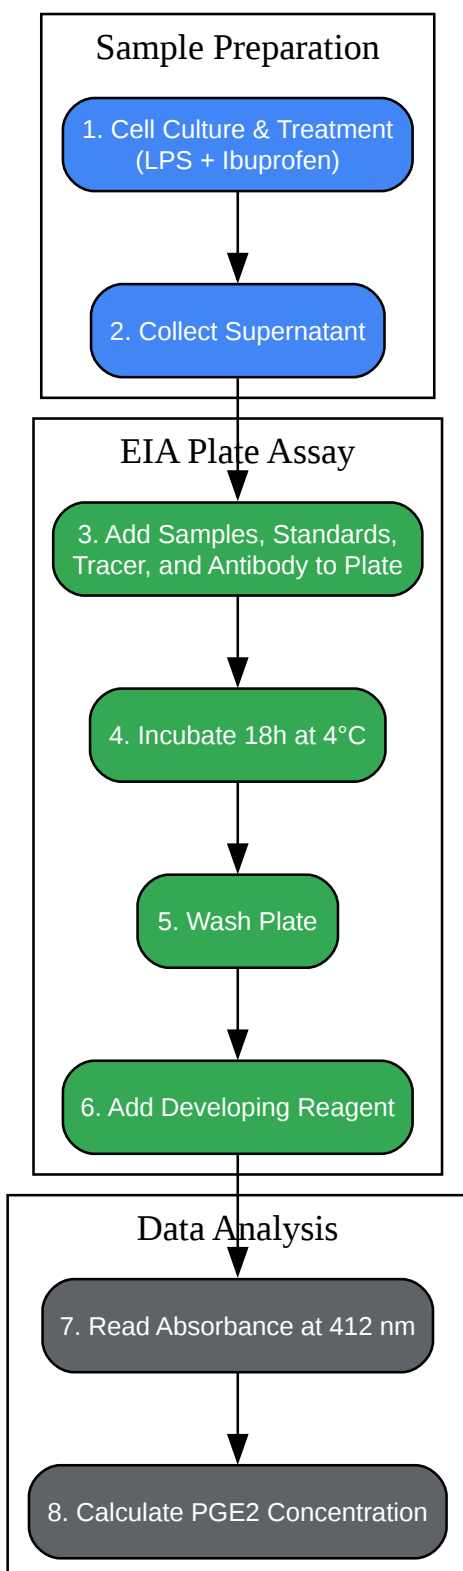 Sample Preparation
1. Cell Culture & Treatment
(LPS + Ibuprofen)
2. Collect Supernatant
EIA Plate Assay
3. Add Samples, Standards,
Tracer, and Antibody to Plate
4. Incubate 18h at 4°C
5. Wash Plate
6. Add Developing Reagent
Data Analysis
7. Read Absorbance at 412 nm
8. Calculate PGE2 Concentration